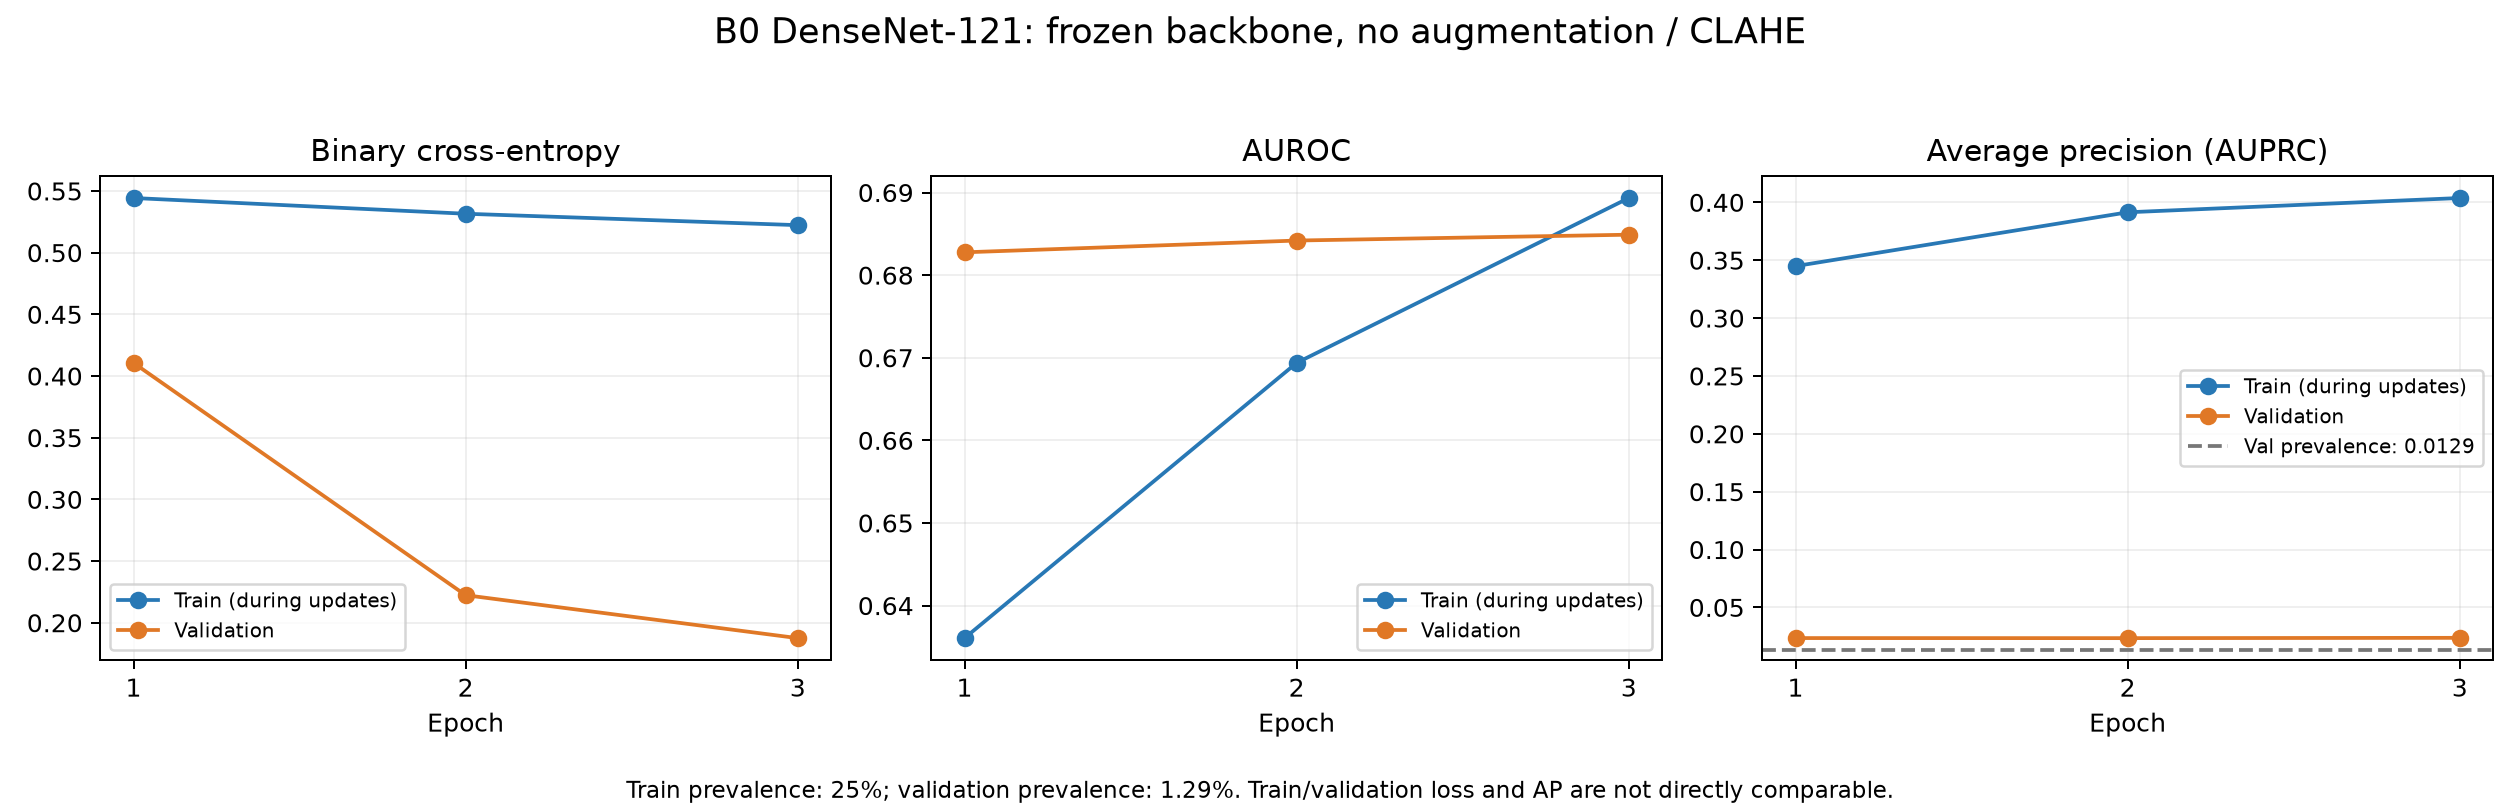 B0 DenseNet-121: frozen backbone, no augmentation / CLAHE
Binary cross-entropy
0.55
0.50
0.45
0.40
0.35
0.30
0.25
0.20
Train (during updates)
Validation
1
2
3
Epoch
AUROC
0.69
0.68
0.67
0.66
0.65
0.64
Train (during updates)
Validation
1
2
3
Epoch
Average precision (AUPRC)
0.40
0.35
0.30
0.25
0.20
0.15
0.10
0.05
Train (during updates)
Validation
Val prevalence: 0.0129
1
2
3
Epoch
Train prevalence: 25%; validation prevalence: 1.29%. Train/validation loss and AP are not directly comparable.